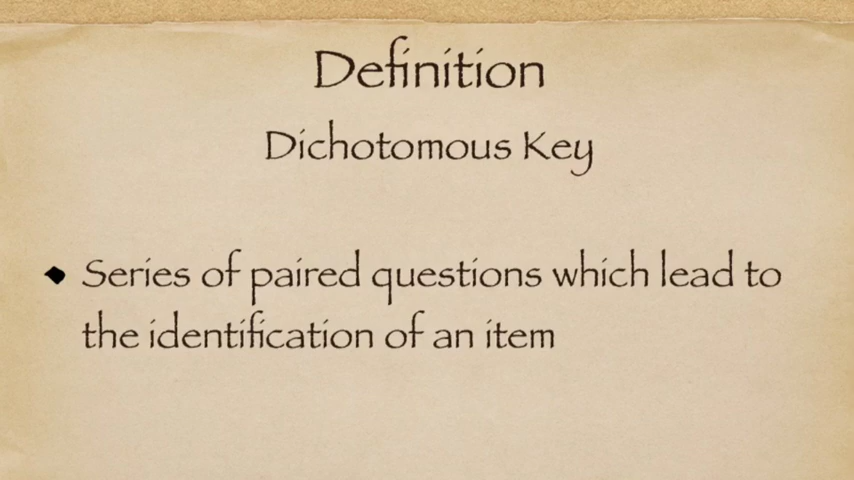 Definition
Dichotomous Key
Series of paired questions which lead to
the identification of an item